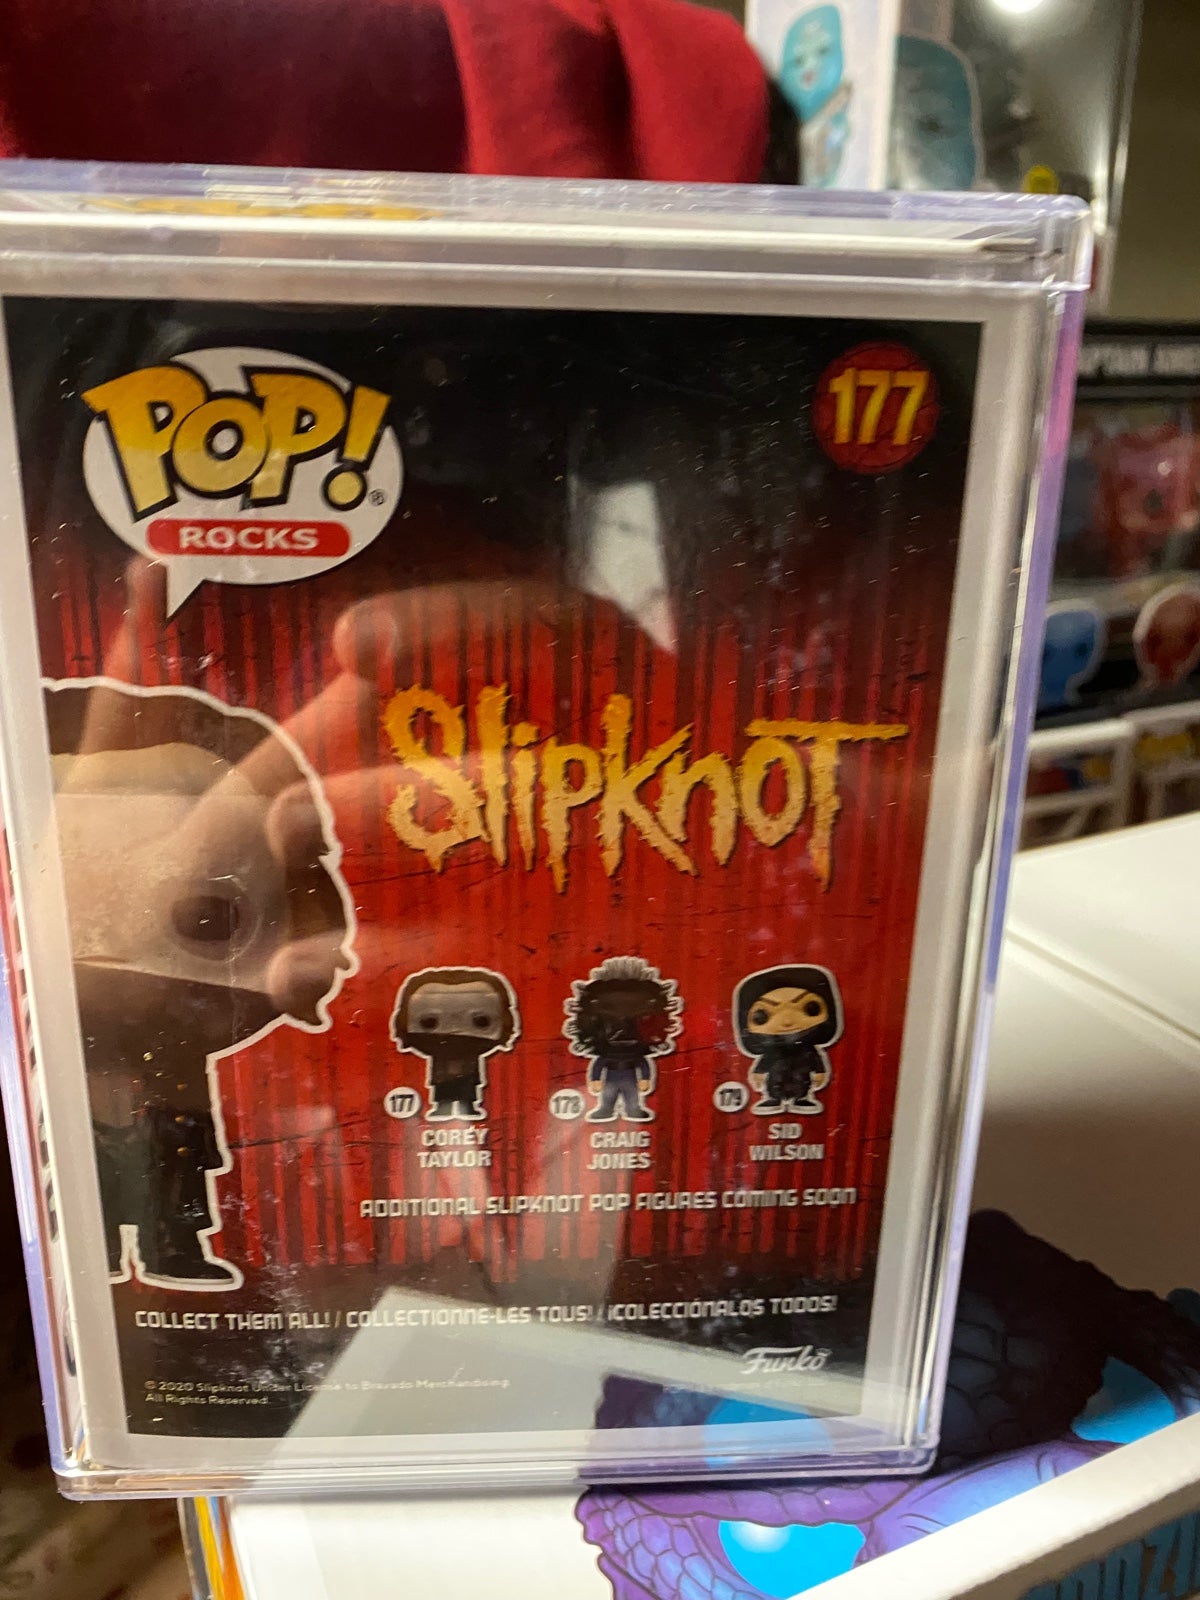 POP!®
ROCKS
177
Slipknot
177
COREY
TAYLOR
178
CRAIG
JONES
179
SID
WILSON
ADDITIONAL SLIPKNOT POP FIGURES COMING SOON
COLLECT THEM ALL! / COLLECTIONNE-LES TOUS! / ¡COLECCIÓNALOS TODOS!
Funko
© 2020 Slipknot Under License to Bravado Merchandising.
All Rights Reserved.